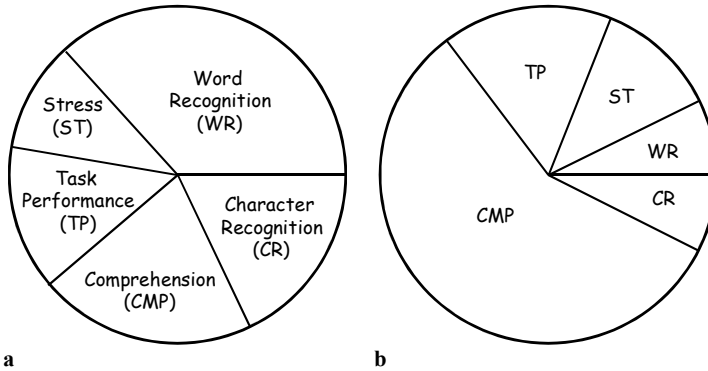 Word
Recognition
(WR)
Stress
(ST)
Task
Performance
(TP)
Character
Recognition
(CR)
Comprehension
(CMP)
a
TP
ST
WR
CR
CMP
b